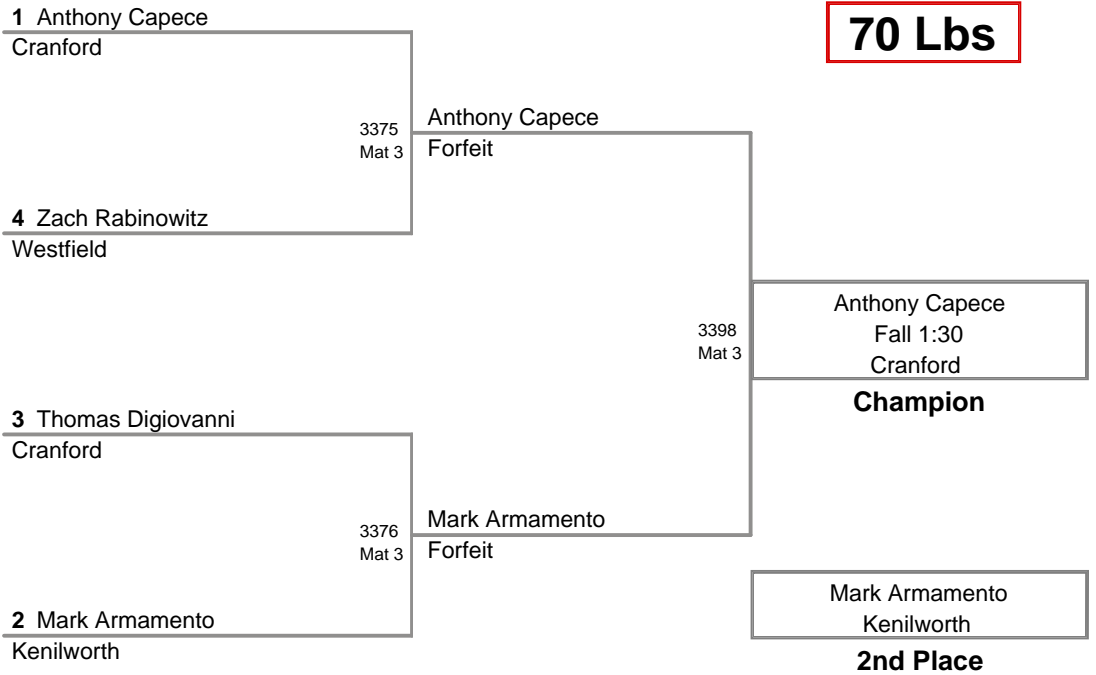 1 Anthony Capece
Cranford
70 Lbs
3375
Mat 3
Anthony Capece
Forfeit
4 Zach Rabinowitz
Westfield
3398
Mat 3
Anthony Capece
Fall 1:30
Cranford
Champion
3 Thomas Digiovanni
Cranford
3376
Mat 3
Mark Armamento
Forfeit
2 Mark Armamento
Kenilworth
Mark Armamento
Kenilworth
2nd Place